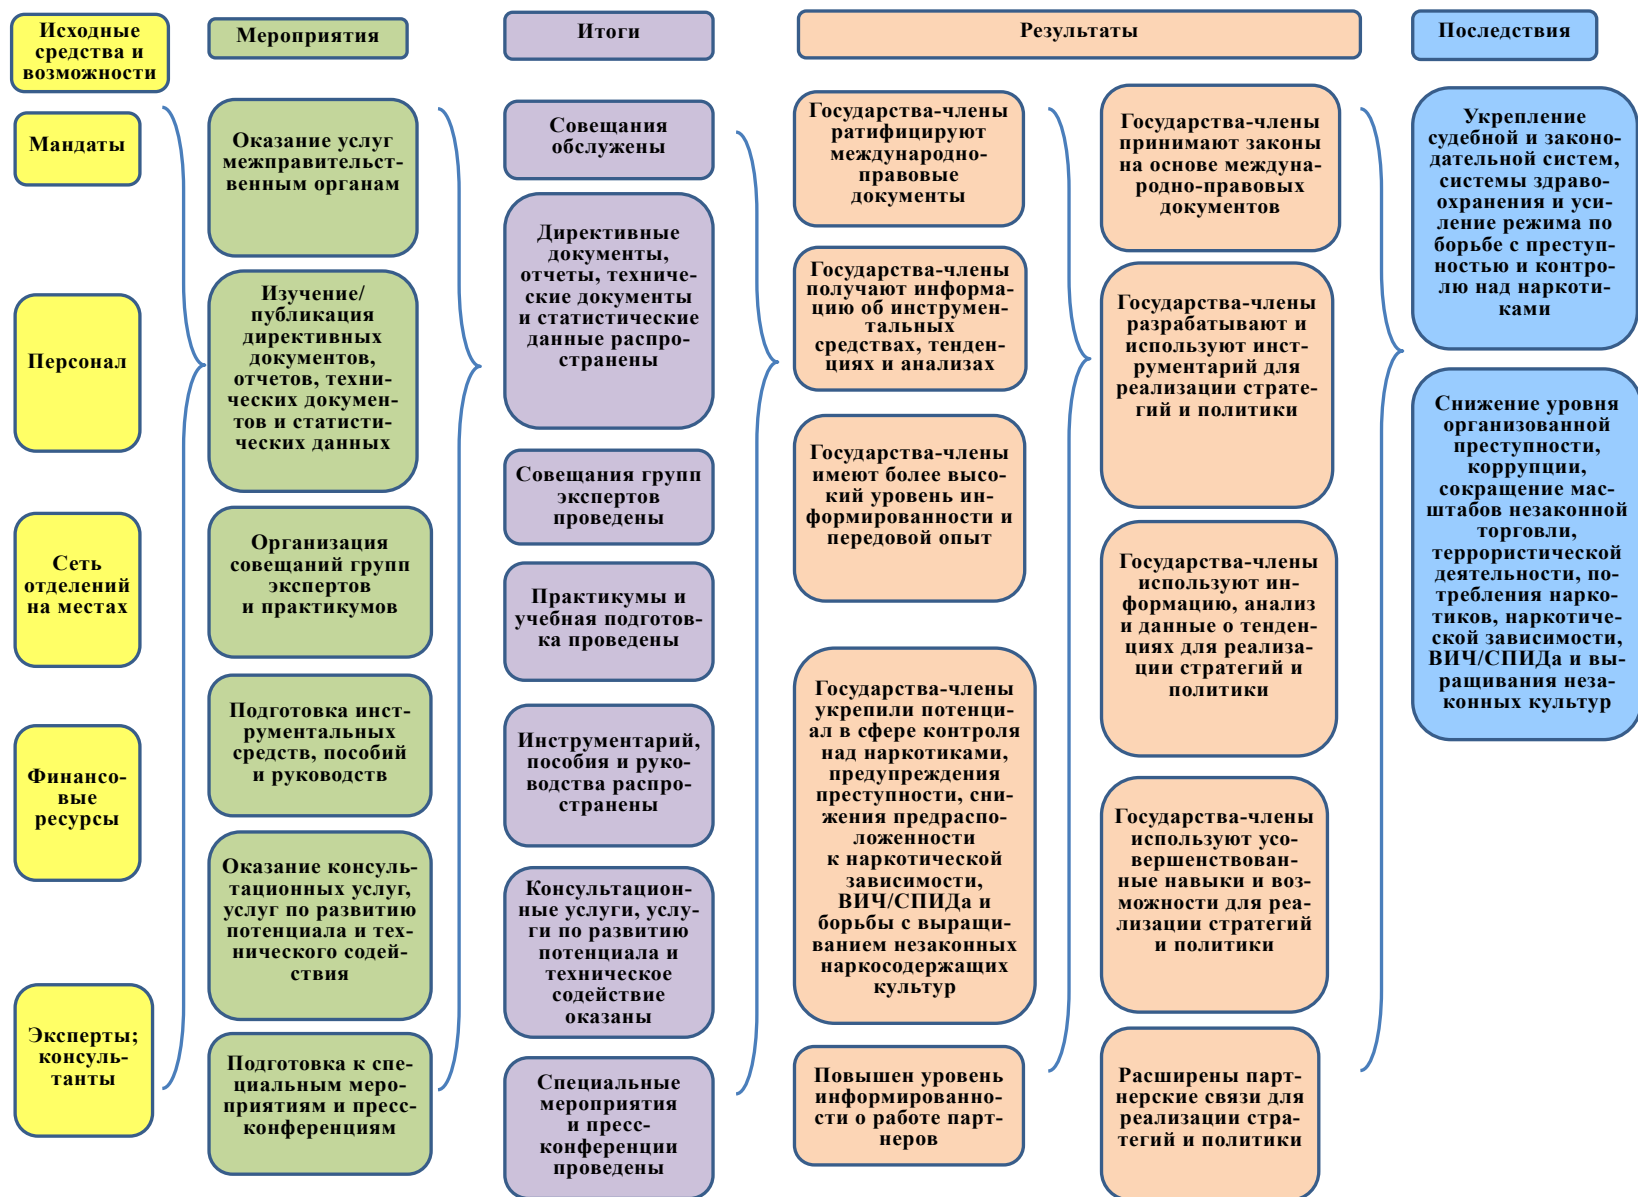 Исходные
средства и
возможности
Мероприятия
Итоги
Результаты
Последствия
Мандаты
Персонал
Сеть
отделений
на местах
Финансо-
вые
ресурсы
Эксперты;
консуль-
танты
Оказание услуг
межправительст-
венным органам
Изучение/
публикация
директивных
документов,
отчетов, техни-
ческих докумен-
тов и статисти-
ческих данных
Организация
совещаний групп
экспертов
и практикумов
Подготовка инст-
рументальных
средств, пособий
и руководств
Оказание консуль-
тационных услуг,
услуг по развитию
потенциала и тех-
нического содей-
ствия
Подготовка к спе-
циальным меро-
приятиям и пресс-
конференциям
Совещания
обслужены
Директивные
документы,
отчеты, техниче-
ские документы
и статистические
данные распро-
странены
Совещания групп
экспертов
проведены
Практикумы и
учебная подготов-
ка проведены
Инструментарий,
пособия и руко-
водства распро-
странены
Консультацион-
ные услуги, услу-
ги по развитию
потенциала и
техническое
содействие
оказаны
Специальные
мероприятия
и пресс-
конференции
проведены
Государства-члены
ратифицируют
международно-
правовые
документы
Государства-члены
получают информа-
цию об инструмен-
тальных
средствах, тенден-
циях и анализах
Государства-члены
имеют более высо-
кий уровень ин-
формированности и
передовой опыт
Государства-члены
укрепили потенци-
ал в сфере контроля
над наркотиками,
предупреждения
преступности, сни-
жения предраспо-
ложенности
к наркотической
зависимости,
ВИЧ/СПИДа и
борьбы с выращи-
ванием незаконных
наркосодержащих
культур
Повышен уровень
информированно-
сти о работе парт-
неров
Государства-члены
принимают законы
на основе междуна-
родно-правовых
документов
Государства-члены
разрабатывают и
используют инст-
рументарий для
реализации страте-
гий и политики
Государства-члены
используют ин-
формацию, анализ
и данные о тенден-
циях для реализа-
ции стратегий и
политики
Государства-члены
используют усо-
вершенствован-
ные навыки и воз-
можности для реа-
лизации стратегий
и политики
Расширены парт-
нерские связи для
реализации стра-
тегий и политики
Укрепление
судебной и законо-
дательной систем,
системы здраво-
охранения и уси-
ление режима по
борьбе с преступ-
ностью и контро-
лю над наркоти-
ками
Снижение уровня
организованной
преступности,
коррупции,
сокращение мас-
штабов незаконной
торговли,
террористической
деятельности, по-
требления нарко-
тиков, наркотиче-
ской зависимости,
ВИЧ/СПИДа и вы-
ращивания неза-
конных культур